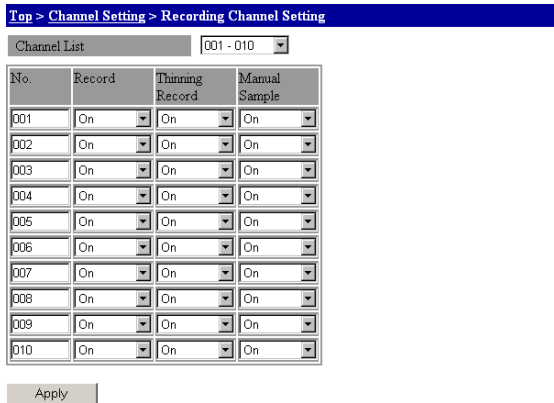 Top > Channel Setting > Recording Channel Setting
Channel List 001 - 010
No. Record Thinning Record Manual Sample
001 On On On
002 On On On
003 On On On
004 On On On
005 On On On
006 On On On
007 On On On
008 On On On
009 On On On
010 On On On
Apply